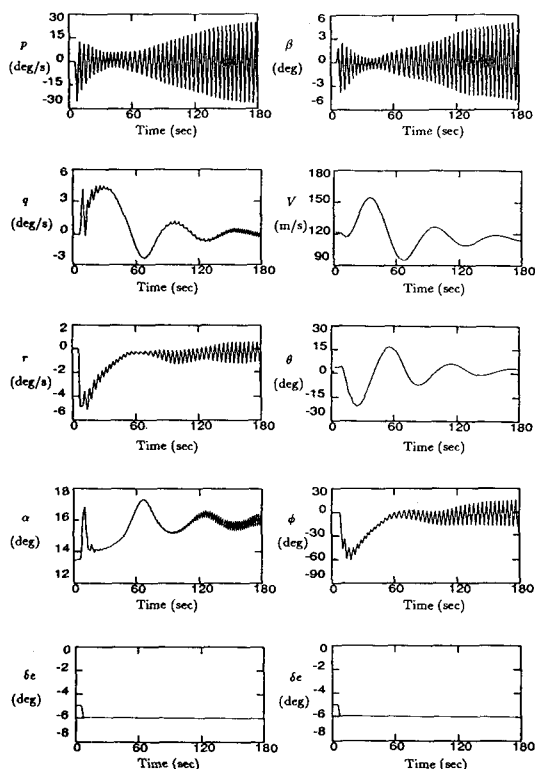 30
15
p
0
(deg/s)
-15
-30
0 60 120 180
Time (sec)
6
3
β
0
(deg)
-3
-6
0 60 120 180
Time (sec)
6
q
3
(deg/s)
0
-3
0 60 120 180
Time (sec)
180
V
150
(m/s)
120
90
0 60 120 180
Time (sec)
2
0
r
-2
(deg/s)
-4
-6
0 60 120 180
Time (sec)
30
15
θ
0
(deg)
-15
-30
0 60 120 180
Time (sec)
18
α
16
(deg)
14
12
0 60 120 180
Time (sec)
30
φ
0
-30
(deg)
-60
-90
0 60 120 180
Time (sec)
0
-2
δe
-4
(deg)
-6
-8
0 60 120 180
Time (sec)
0
-2
δe
-4
(deg)
-6
-8
0 60 120 180
Time (sec)